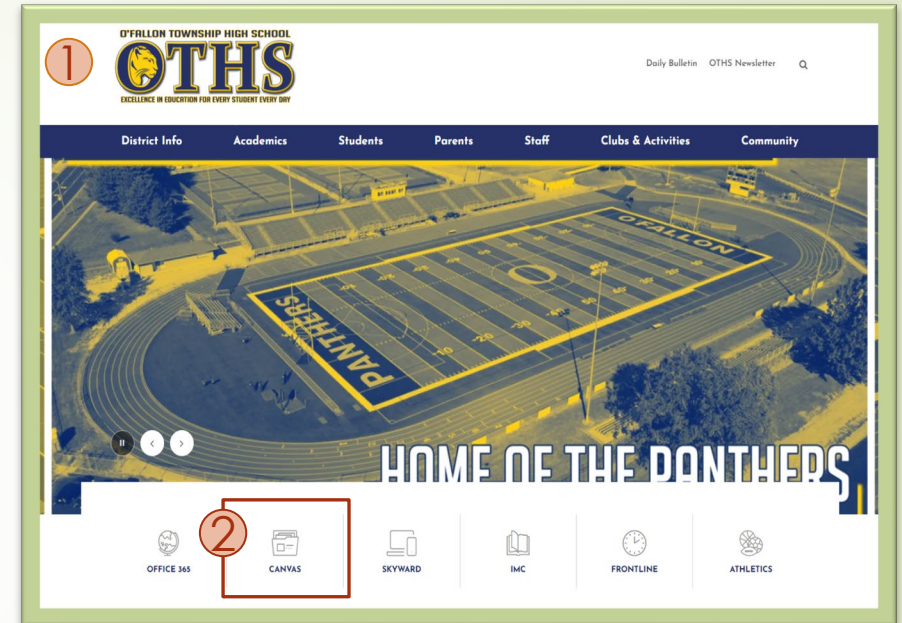 1
O'FALLON TOWNSHIP HIGH SCHOOL
OTHS
EXCELLENCE IN EDUCATION FOR EVERY STUDENT EVERY DAY
Daily Bulletin OTHS Newsletter
District Info Academics Students Parents Staff Clubs & Activities Community
O'FALLON
PANTHERS
HOME OF THE PANTHERS
2
OFFICE 365 CANVAS SKYWARD IMC FRONTLINE ATHLETICS